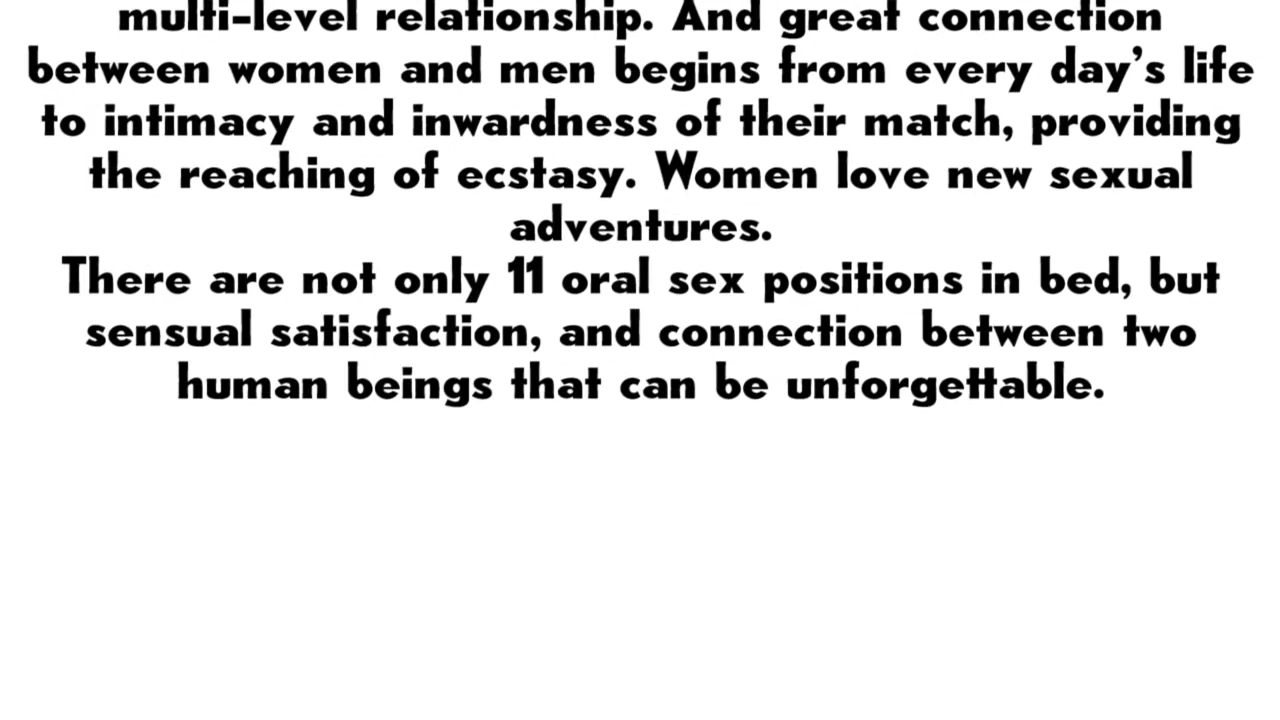 multi-level relationship. And great connection
between women and men begins from every day's life
to intimacy and inwardness of their match, providing
the reaching of ecstasy. Women love new sexual
adventures.
There are not only 11 oral sex positions in bed, but
sensual satisfaction, and connection between two
human beings that can be unforgettable.